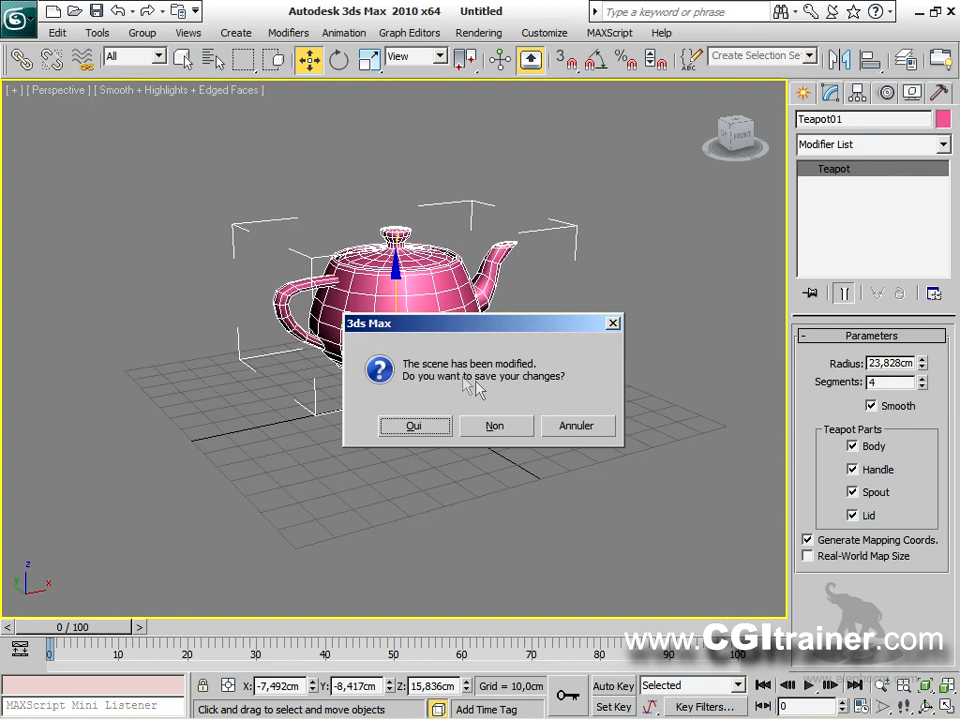 Autodesk 3ds Max 2010 x64 Untitled
Type a keyword or phrase
Edit Tools Group Views Create Modifiers Animation Graph Editors Rendering Customize MAXScript Help
All
View
3
Create Selection Se
[ + ] [ Perspective ] [ Smooth + Highlights + Edged Faces ]
FRONT
Teapot01
Modifier List
Teapot
3ds Max
The scene has been modified.
Do you want to save your changes?
Oui Non Annuler
Parameters
Radius: 23,828cm
Segments: 4
Smooth
Teapot Parts
Body
Handle
Spout
Lid
Generate Mapping Coords.
Real-World Map Size
z
y
x
< 0 / 100 >
0 10 20 30 40 50 60 70 80 90 100
www.CGItrainer.com
X: -7,492cm Y: -8,417cm Z: 15,836cm Grid = 10,0cm
Auto Key Selected
MAXScript Mini Listener
Click and drag to select and move objects
Add Time Tag
Set Key Key Filters... 0